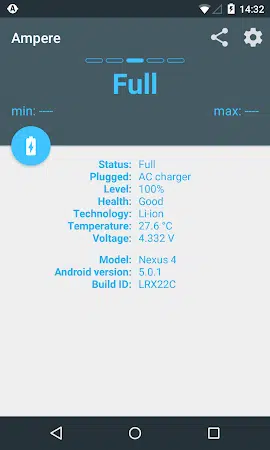 14:32
Ampere
Full
min: ---- max: ----
Status: Full
Plugged: AC charger
Level: 100%
Health: Good
Technology: Li-ion
Temperature: 27.6 °C
Voltage: 4.332 V
Model: Nexus 4
Android version: 5.0.1
Build ID: LRX22C